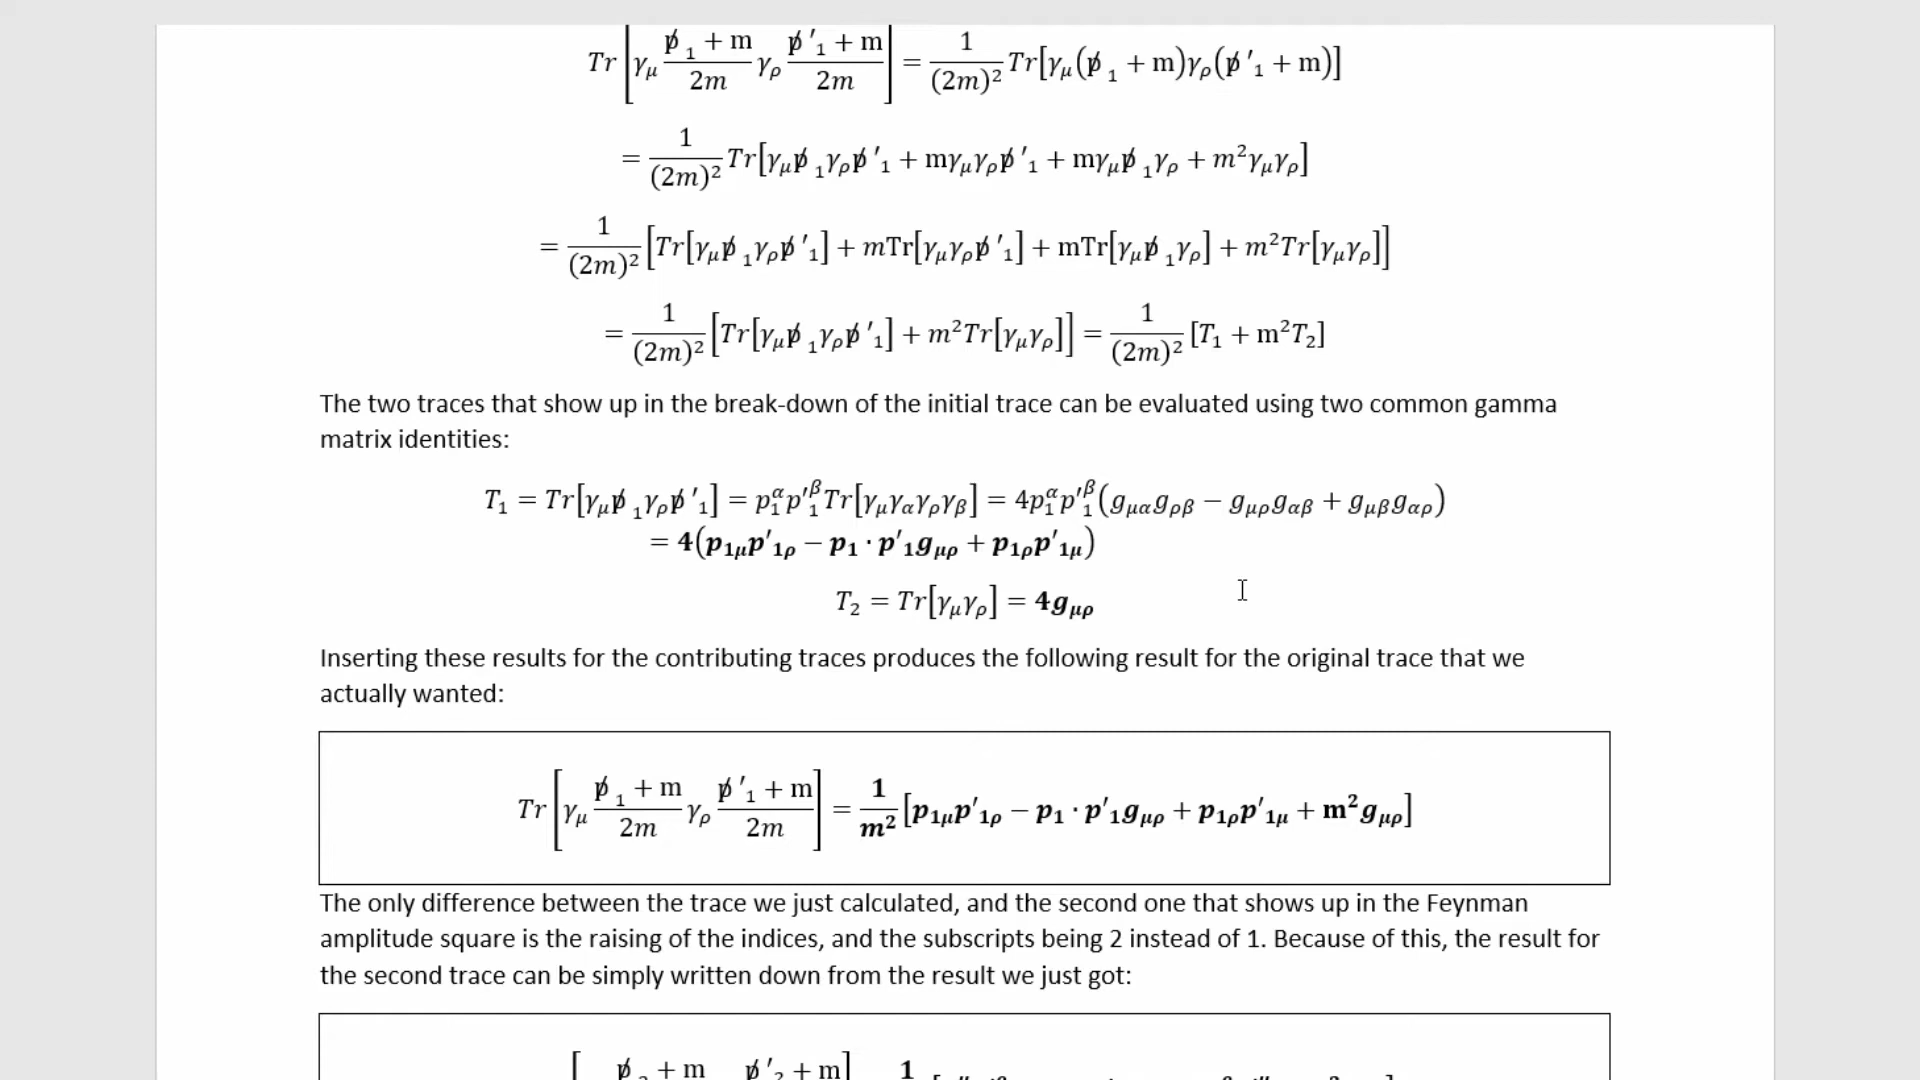 Tr[γ_μ (p̸_1 + m)/2m γ_ρ (p̸'_1 + m)/2m] = 1/(2m)² Tr[γ_μ(p̸_1 + m)γ_ρ(p̸'_1 + m)]
= 1/(2m)² Tr[γ_μp̸_1γ_ρp̸'_1 + mγ_μγ_ρp̸'_1 + mγ_μp̸_1γ_ρ + m²γ_μγ_ρ]
= 1/(2m)² [Tr[γ_μp̸_1γ_ρp̸'_1] + mTr[γ_μγ_ρp̸'_1] + mTr[γ_μp̸_1γ_ρ] + m²Tr[γ_μγ_ρ]]
= 1/(2m)² [Tr[γ_μp̸_1γ_ρp̸'_1] + m²Tr[γ_μγ_ρ]] = 1/(2m)² [T_1 + m²T_2]
The two traces that show up in the break-down of the initial trace can be evaluated using two common gamma
matrix identities:
T_1 = Tr[γ_μp̸_1γ_ρp̸'_1] = p_1^α p'_1^β Tr[γ_μγ_αγ_ργ_β] = 4p_1^α p'_1^β (g_μα g_ρβ − g_μρ g_αβ + g_μβ g_αρ)
= 4(p_1μ p'_1ρ − p_1 · p'_1 g_μρ + p_1ρ p'_1μ)
T_2 = Tr[γ_μγ_ρ] = 4g_μρ
Inserting these results for the contributing traces produces the following result for the original trace that we
actually wanted:
Tr[γ_μ (p̸_1 + m)/2m γ_ρ (p̸'_1 + m)/2m] = 1/m² [p_1μ p'_1ρ − p_1 · p'_1 g_μρ + p_1ρ p'_1μ + m² g_μρ]
The only difference between the trace we just calculated, and the second one that shows up in the Feynman
amplitude square is the raising of the indices, and the subscripts being 2 instead of 1. Because of this, the result for
the second trace can be simply written down from the result we just got:
p̸_2 + m p̸'_2 + m 1